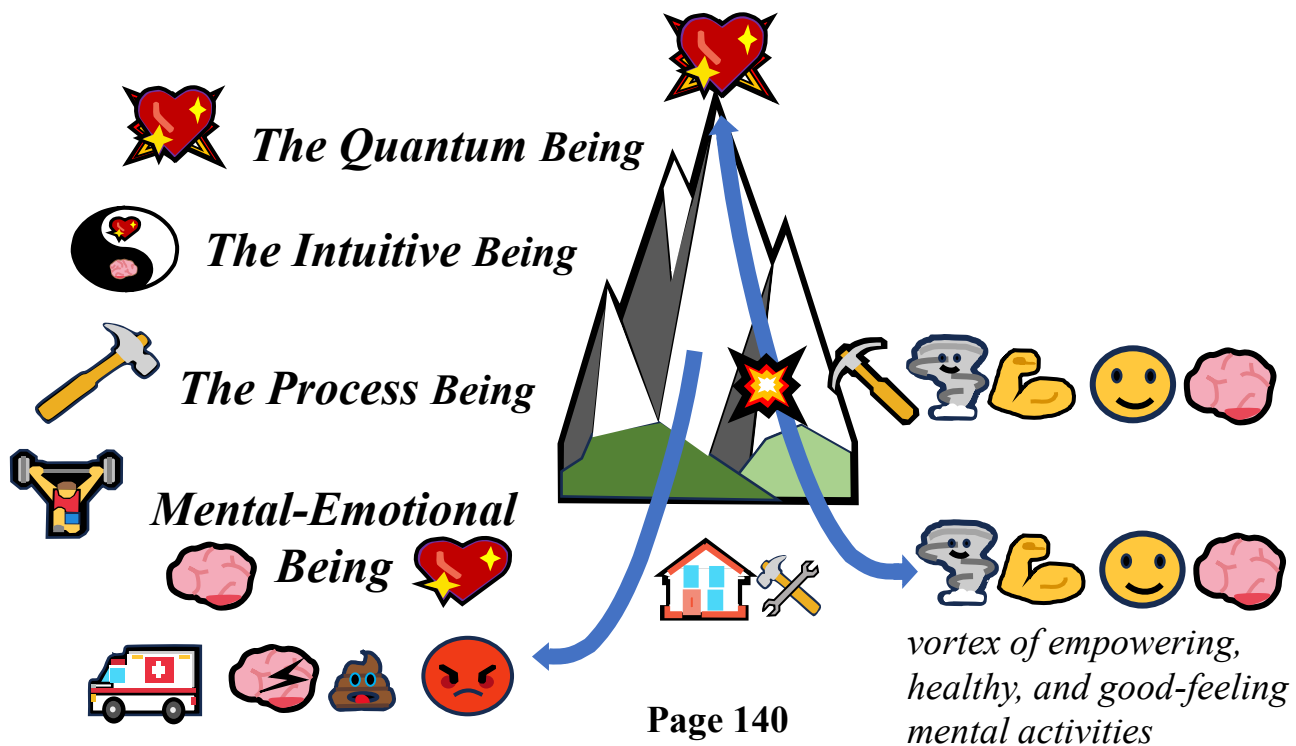 The Quantum Being
The Intuitive Being
The Process Being
Mental-Emotional
Being
vortex of empowering,
healthy, and good-feeling
mental activities
Page 140